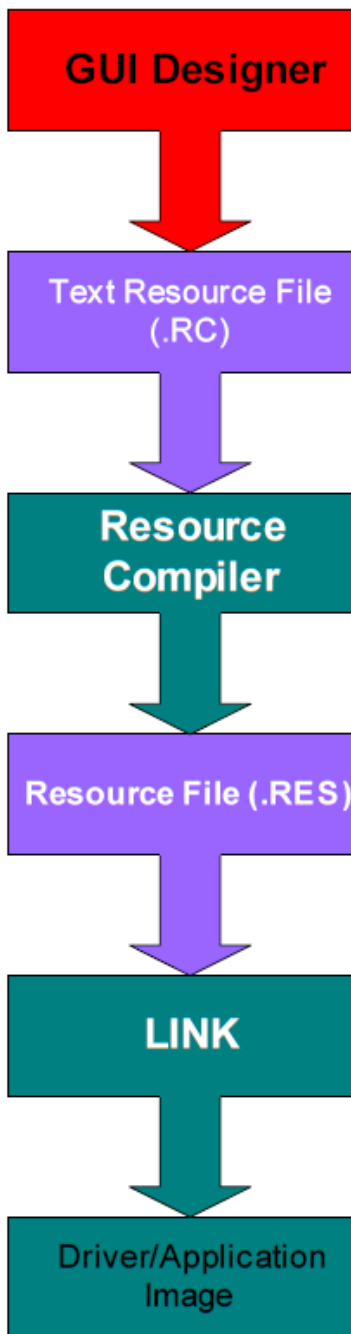 GUI Designer
Text Resource File
(.RC)
Resource
Compiler
Resource File (.RES)
LINK
Driver/Application
Image